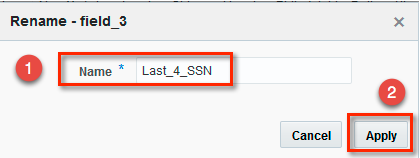 Rename - field_3
1
Name * Last_4_SSN
2
Cancel Apply